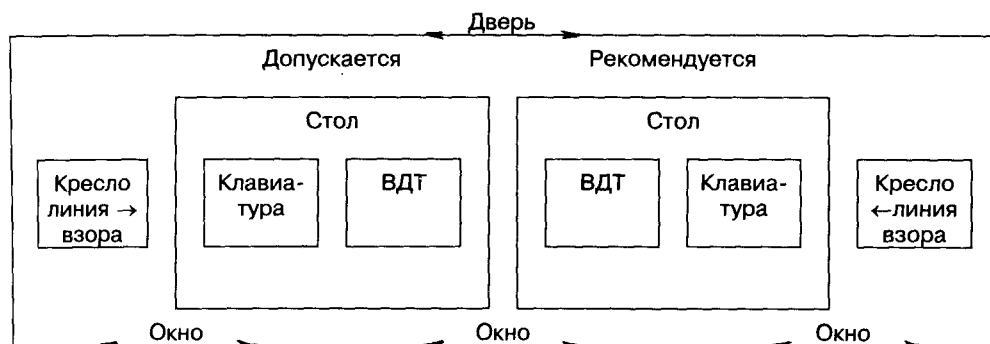 Дверь
Допускается
Рекомендуется
Стол
Стол
Кресло
линия →
взора
Клавиа-
тура
ВДТ
ВДТ
Клавиа-
тура
Кресло
←линия
взора
Окно
Окно
Окно